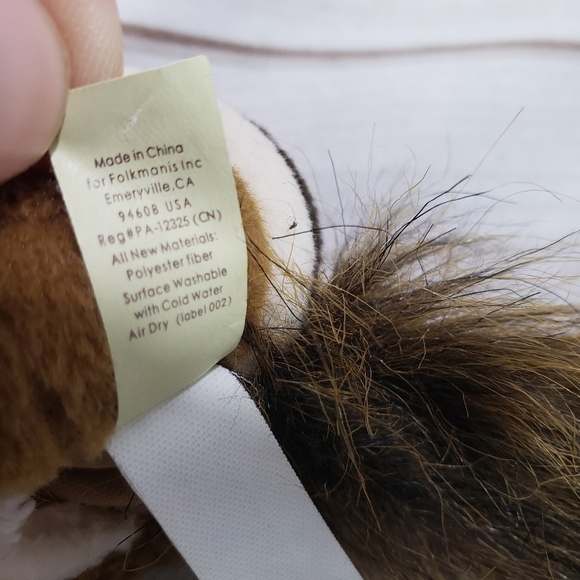 Made in China
for Folkmanis Inc
Emeryville, CA
94608 USA
Reg#PA-12325 (CN)
All New Materials:
Polyester fiber
Surface Washable
with Cold Water
Air Dry (label 002)